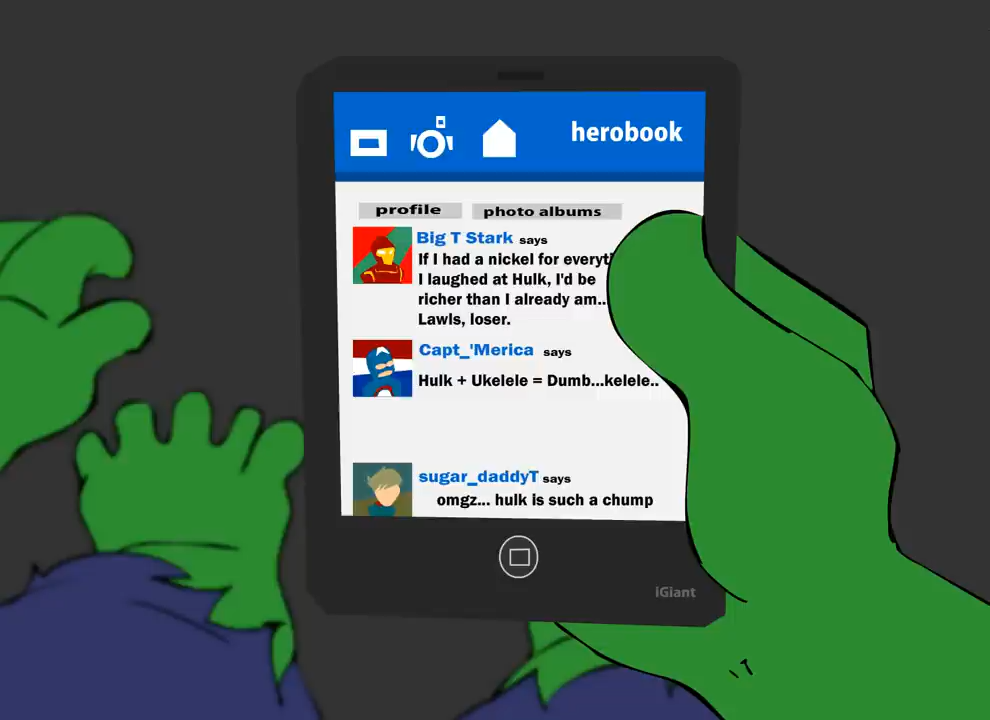 herobook
profile photo albums
Big T Stark says
If I had a nickel for
I laughed at Hulk, I'd be
richer than I already am..
Lawls, loser.
Capt_'Merica says
Hulk + Ukelele = Dumb...kelele..
sugar_daddyT says
omgz... hulk is such a chump
iGiant